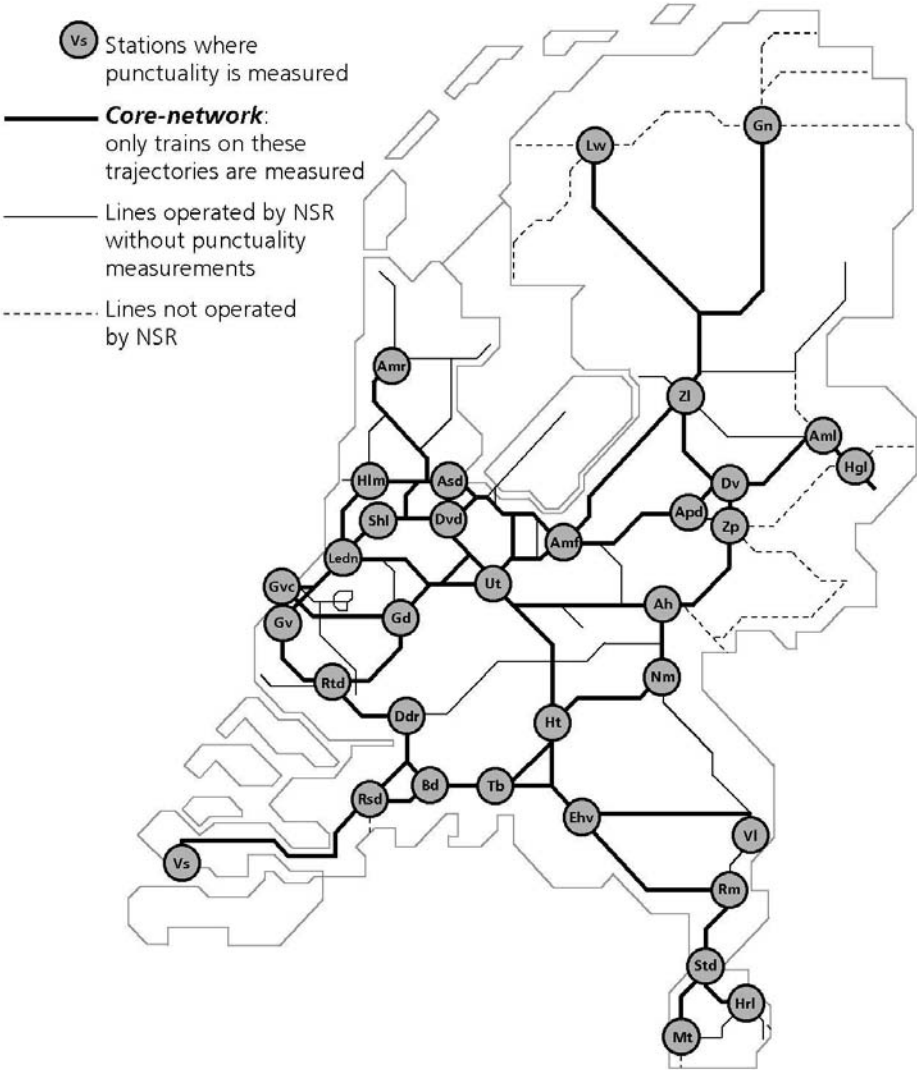 Vs
Stations where
punctuality is measured
Core-network:
only trains on these
trajectories are measured
Lines operated by NSR
without punctuality
measurements
Lines not operated
by NSR
Gn
Lw
Amr
Zl
Aml
Hgl
Hlm
Asd
Dv
Shl
Dvd
Apd
Zp
Amf
Ledn
Gvc
Ut
Ah
Gv
Gd
Rtd
Nm
Ddr
Ht
Rsd
Bd
Tb
Ehv
Vl
Vs
Rm
Std
Hrl
Mt